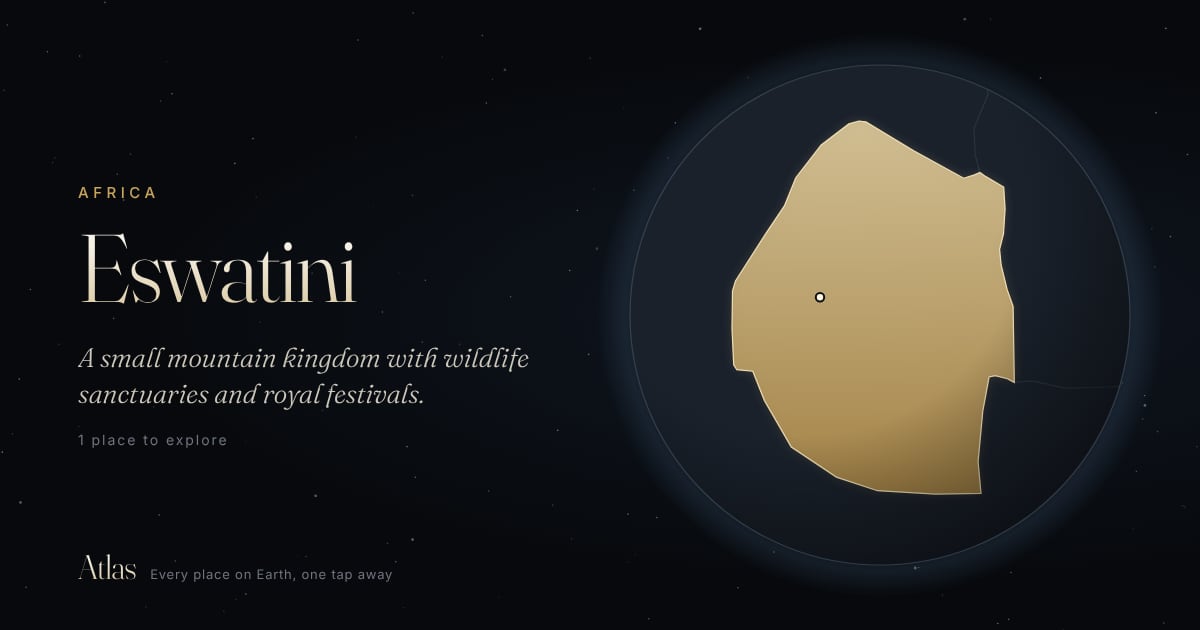 AFRICA
Eswatini
A small mountain kingdom with wildlife
sanctuaries and royal festivals.
1 place to explore
Atlas Every place on Earth, one tap away